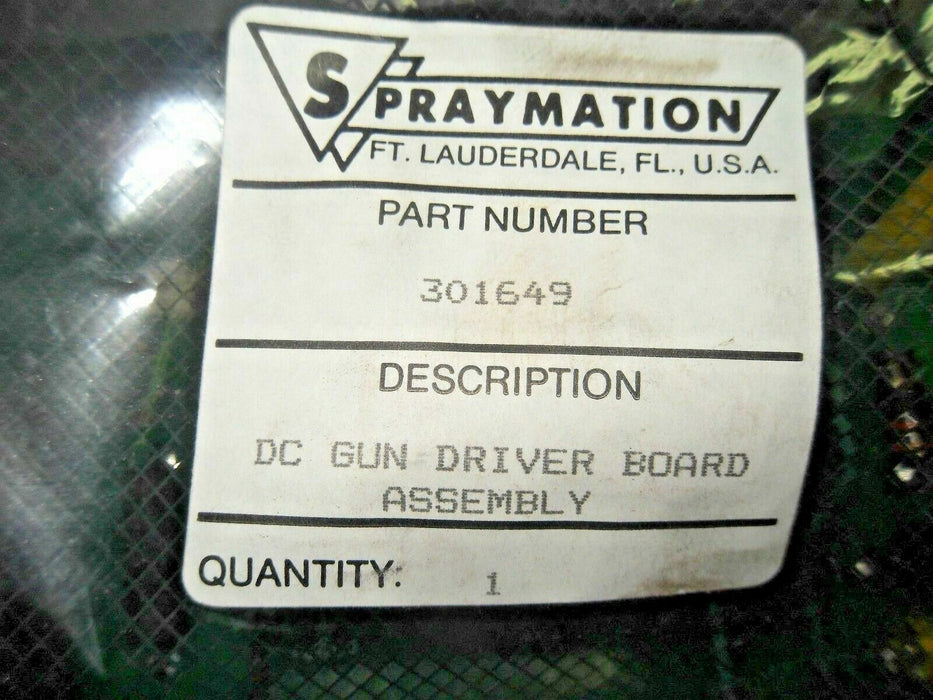 SPRAYMATION
FT. LAUDERDALE, FL., U.S.A.
PART NUMBER
301649
DESCRIPTION
DC GUN DRIVER BOARD
ASSEMBLY
QUANTITY: 1